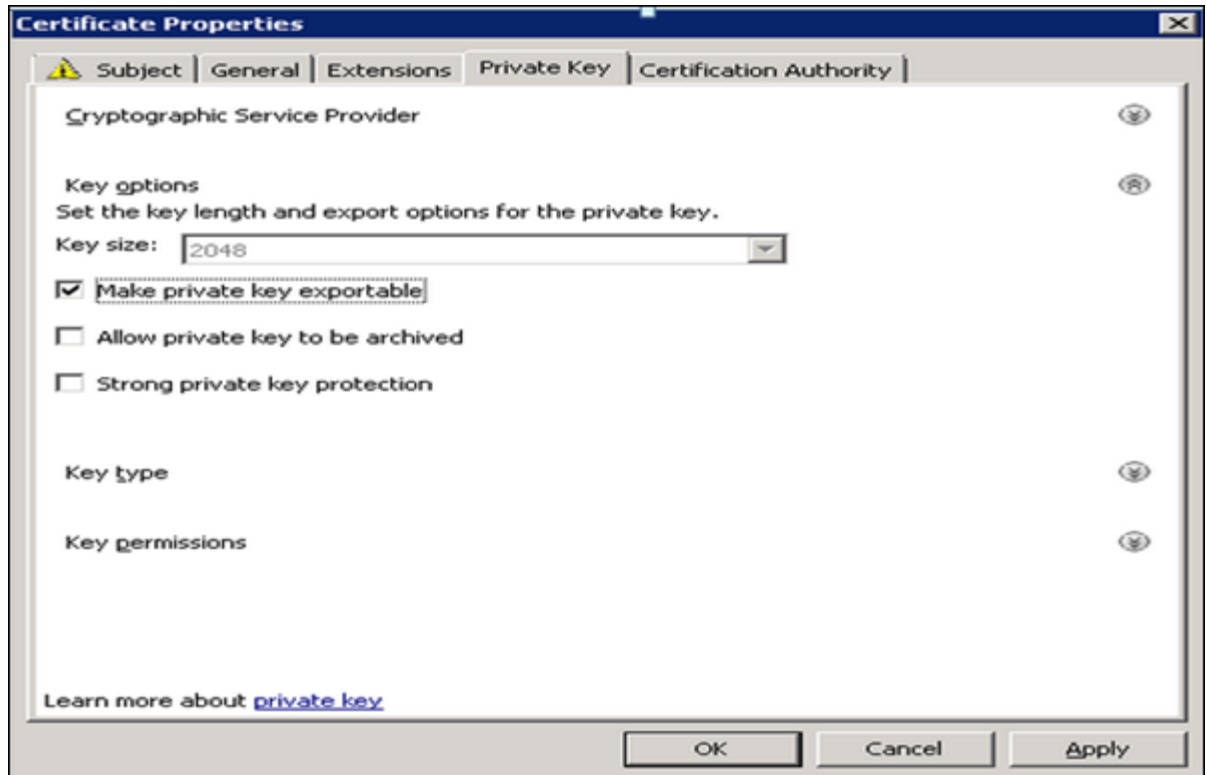 Certificate Properties
Subject General Extensions Private Key Certification Authority
Cryptographic Service Provider
Key options
Set the key length and export options for the private key.
Key size: 2048
Make private key exportable
Allow private key to be archived
Strong private key protection
Key type
Key permissions
Learn more about private key
OK Cancel Apply